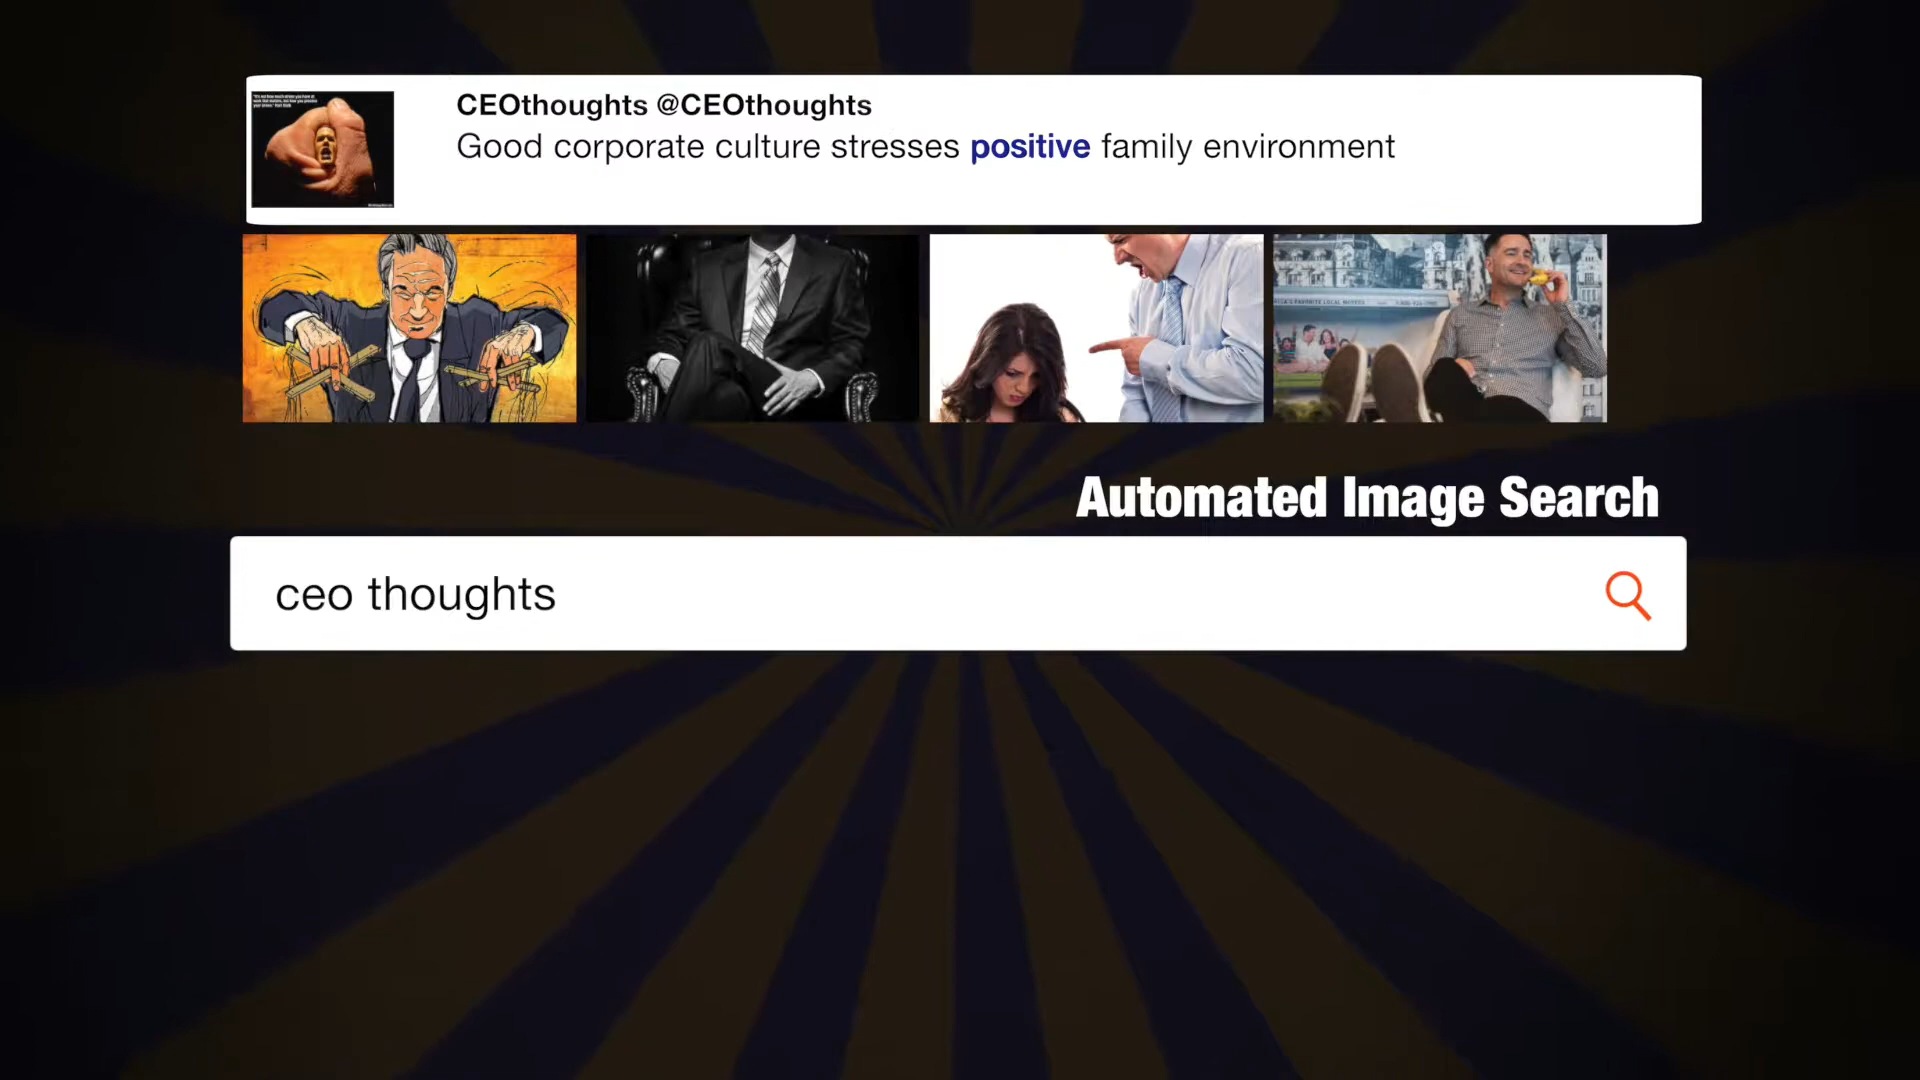 CEOthoughts @CEOthoughts
Good corporate culture stresses positive family environment
Automated Image Search
ceo thoughts